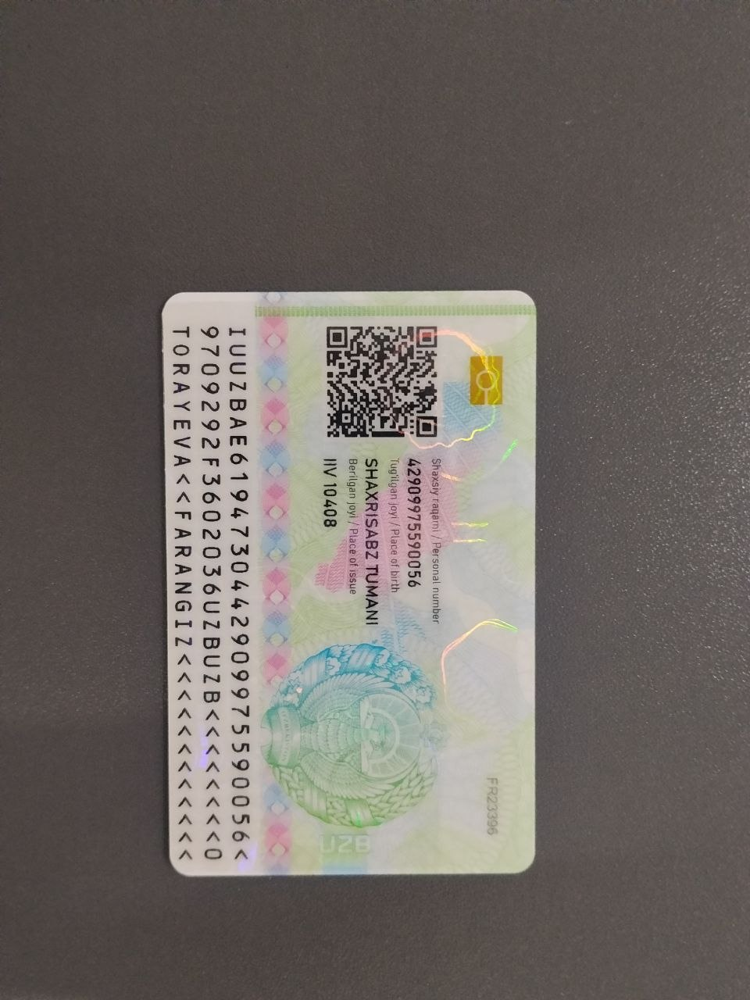 FR23396
Shaxsiy raqami / Personal number
42909975590056
Tug'ilgan joyi / Place of birth
SHAXRISABZ TUMANI
Berilgan joyi / Place of issue
IIV 10408
UZB
IUUZBAE6194730442909975590056<
9709292F3602036UZBUZB<<<<<<<<0
TORAYEVA<<FARANGIZ<<<<<<<<<<<<